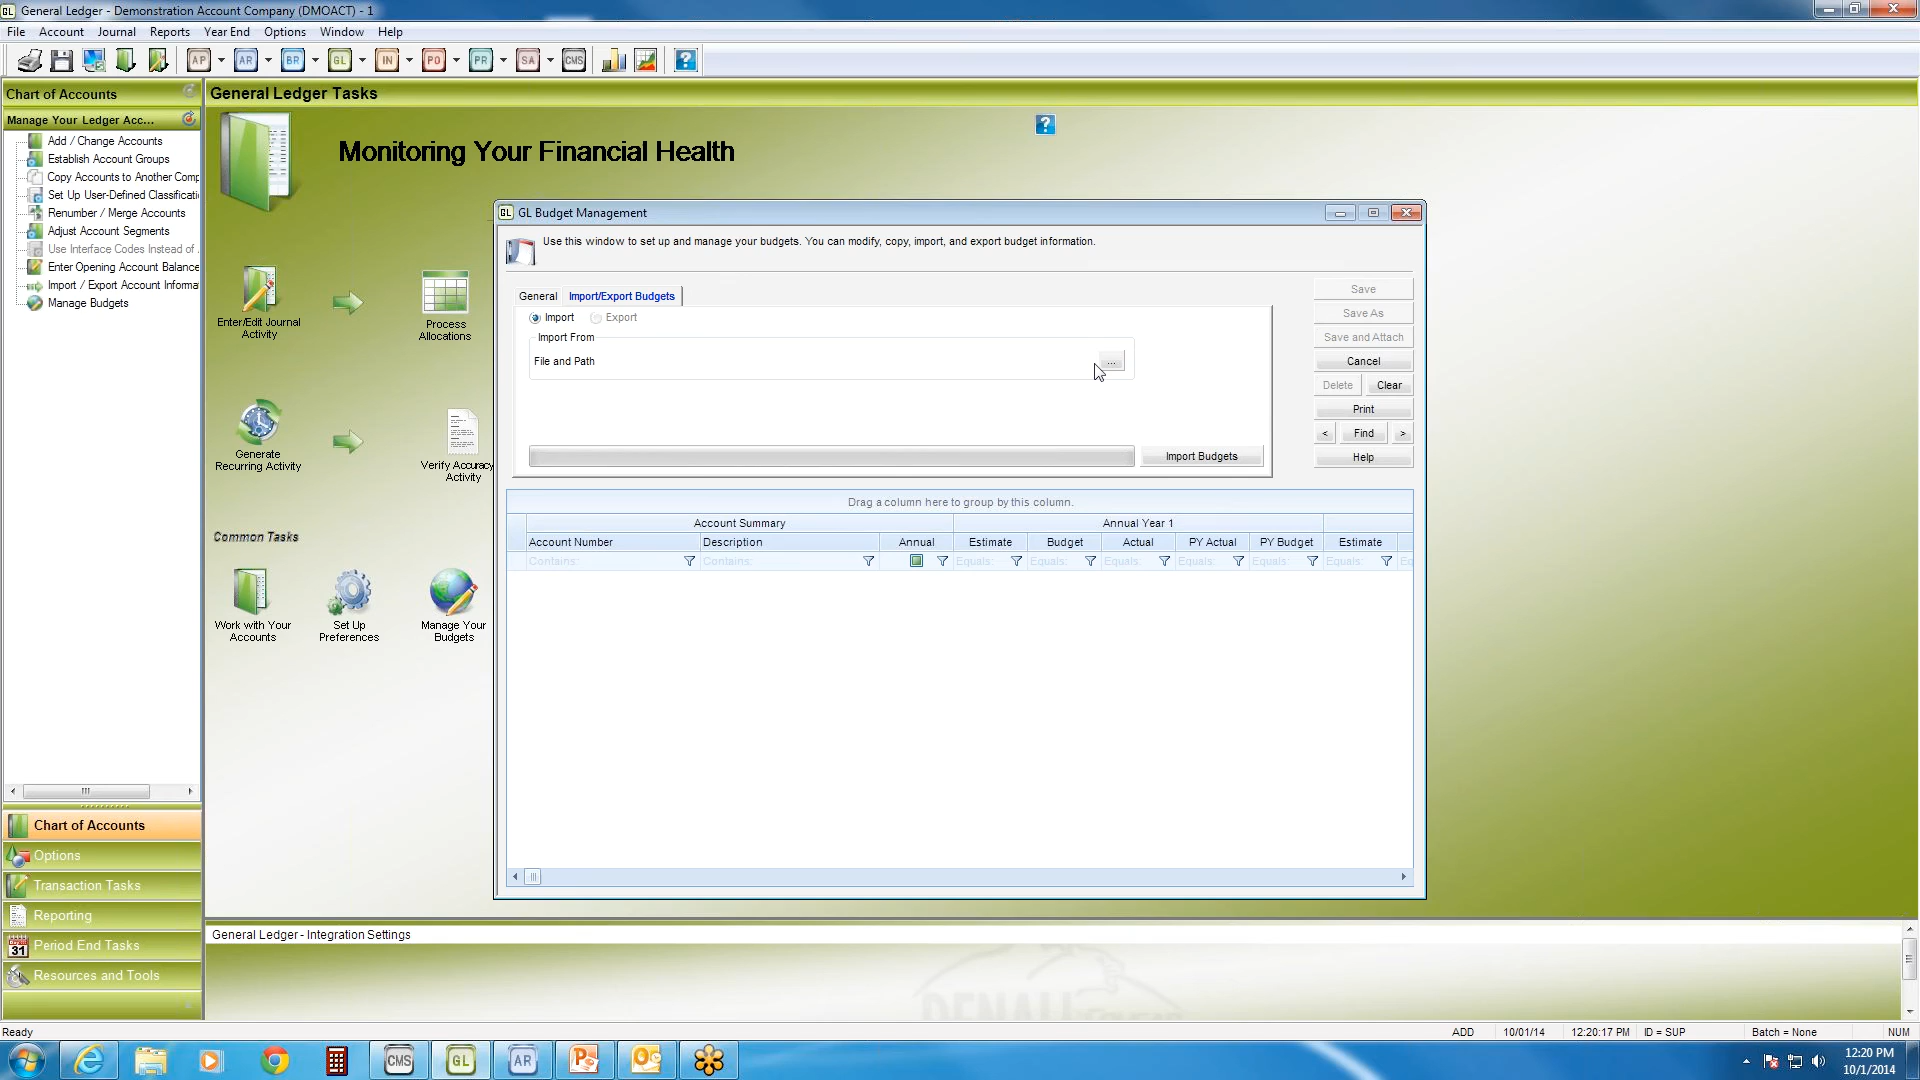 General Ledger - Demonstration Account Company (DMOACT) - 1
File Account Journal Reports Year End Options Window Help
AP AR BR GL IN PO PR SA CMS
Chart of Accounts
General Ledger Tasks
Manage Your Ledger Acc...
Add / Change Accounts
Establish Account Groups
Copy Accounts to Another Comp
Set Up User-Defined Classificati
Renumber / Merge Accounts
Adjust Account Segments
Use Interface Codes Instead of
Enter Opening Account Balance
Import / Export Account Informa
Manage Budgets
Monitoring Your Financial Health
Enter/Edit Journal
Activity
Process
Allocations
Generate
Recurring Activity
Verify Accuracy
Activity
Common Tasks
Work with Your
Accounts
Set Up
Preferences
Manage Your
Budgets
GL Budget Management
Use this window to set up and manage your budgets. You can modify, copy, import, and export budget information.
General Import/Export Budgets
Import Export
Import From
File and Path ...
Import Budgets
Save
Save As
Save and Attach
Cancel
Delete Clear
Print
< Find >
Help
Drag a column here to group by this column.
Account Summary Annual Year 1
Account Number Description Annual Estimate Budget Actual PY Actual PY Budget Estimate
Contains: Contains: Equals: Equals: Equals: Equals: Equals: Equals: Eq
Chart of Accounts
Options
Transaction Tasks
Reporting
Period End Tasks
31
Resources and Tools
General Ledger - Integration Settings
DENALI
Ready ADD 10/01/14 12:20:17 PM ID = SUP Batch = None NUM
CMS GL AR
12:20 PM
10/1/2014